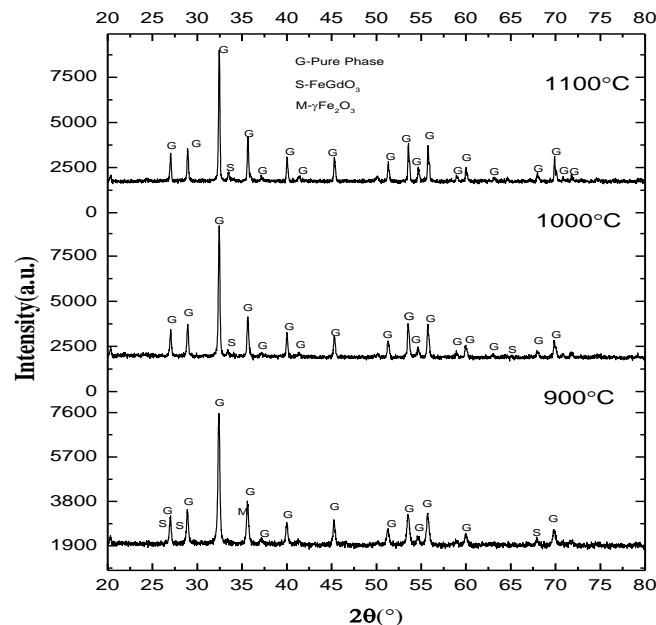 20 25 30 35 40 45 50 55 60 65 70 75 80
G-Pure Phase
S-FeGdO₃
M-γFe₂O₃
1100°C
7500
5000
2500
0
G G G S G G G G G G G G G G G G G G G G
1000°C
7500
5000
2500
0
G G G S G G G G G G G G G G G G S G G
900°C
7600
5700
3800
1900
S G S G G M G G G G G G G G G S G
Intensity(a.u.)
20 25 30 35 40 45 50 55 60 65 70 75 80
2θ(°)